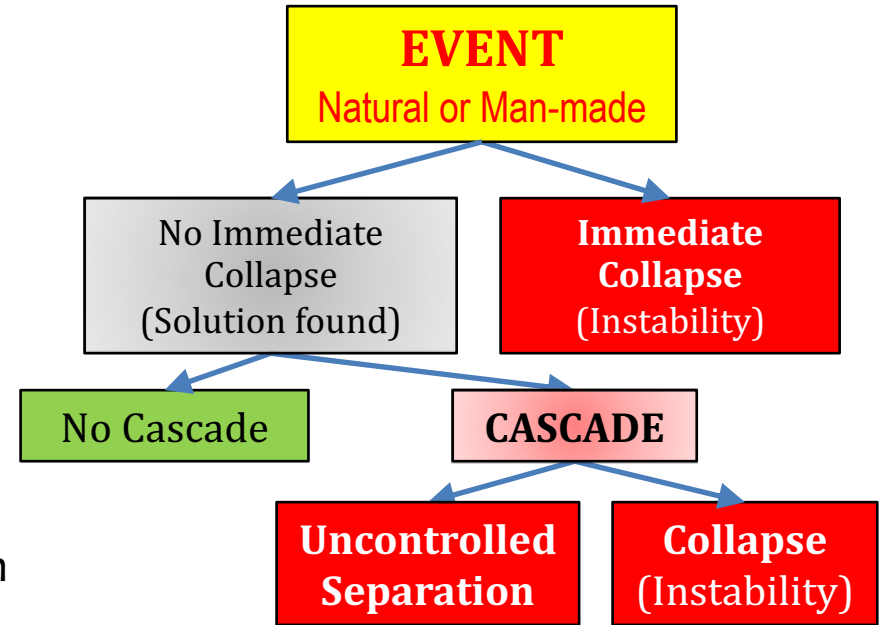 EVENT
Natural or Man-made
No Immediate
Collapse
(Solution found)
Immediate
Collapse
(Instability)
No Cascade
CASCADE
Uncontrolled
Separation
Collapse
(Instability)
n